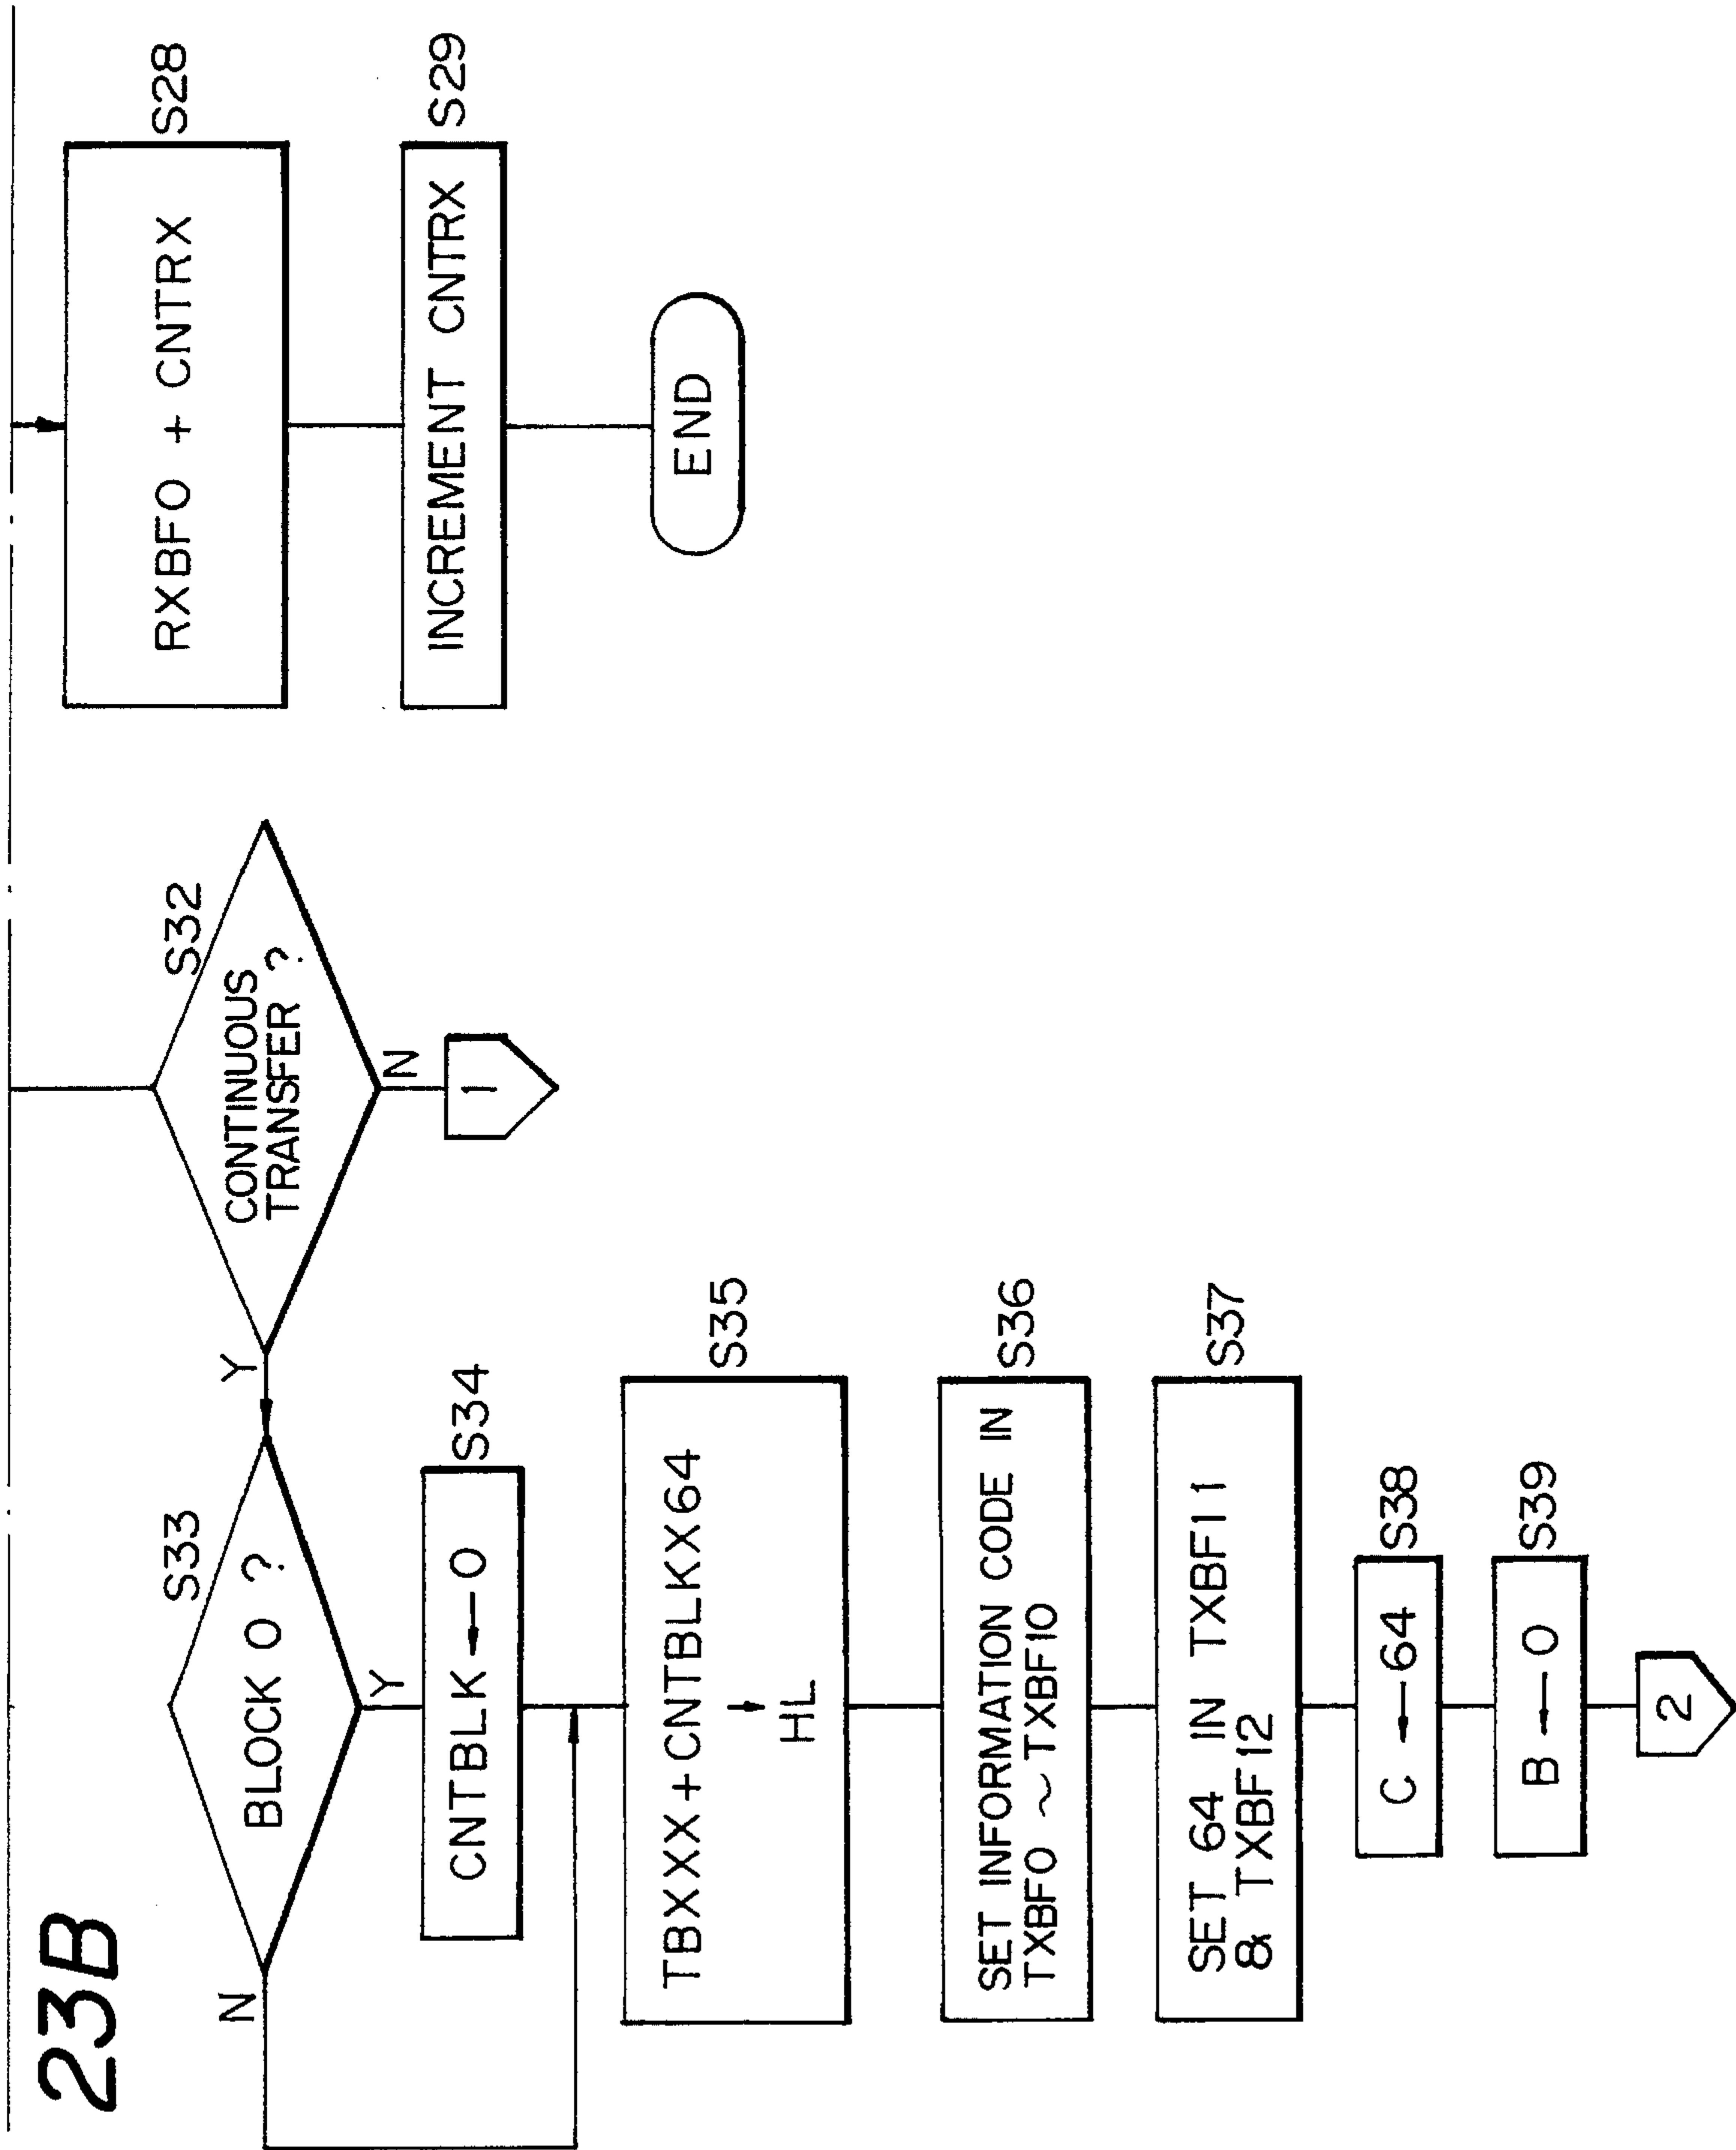 23B
S33
BLOCK 0 ?
N
Y
S34
CNTBLK ← 0
S32
CONTINUOUS
TRANSFER ?
Y
N
1
S35
TBXXX+CNTBLKX64
↓
HL
S36
SET INFORMATION CODE IN
TXBF0 ~ TXBF10
S37
SET 64 IN TXBF11
& TXBF12
S38
C ← 64
S39
B ← 0
2
S28
RXBF0 + CNTRX
S29
INCREMENT CNTRX
END